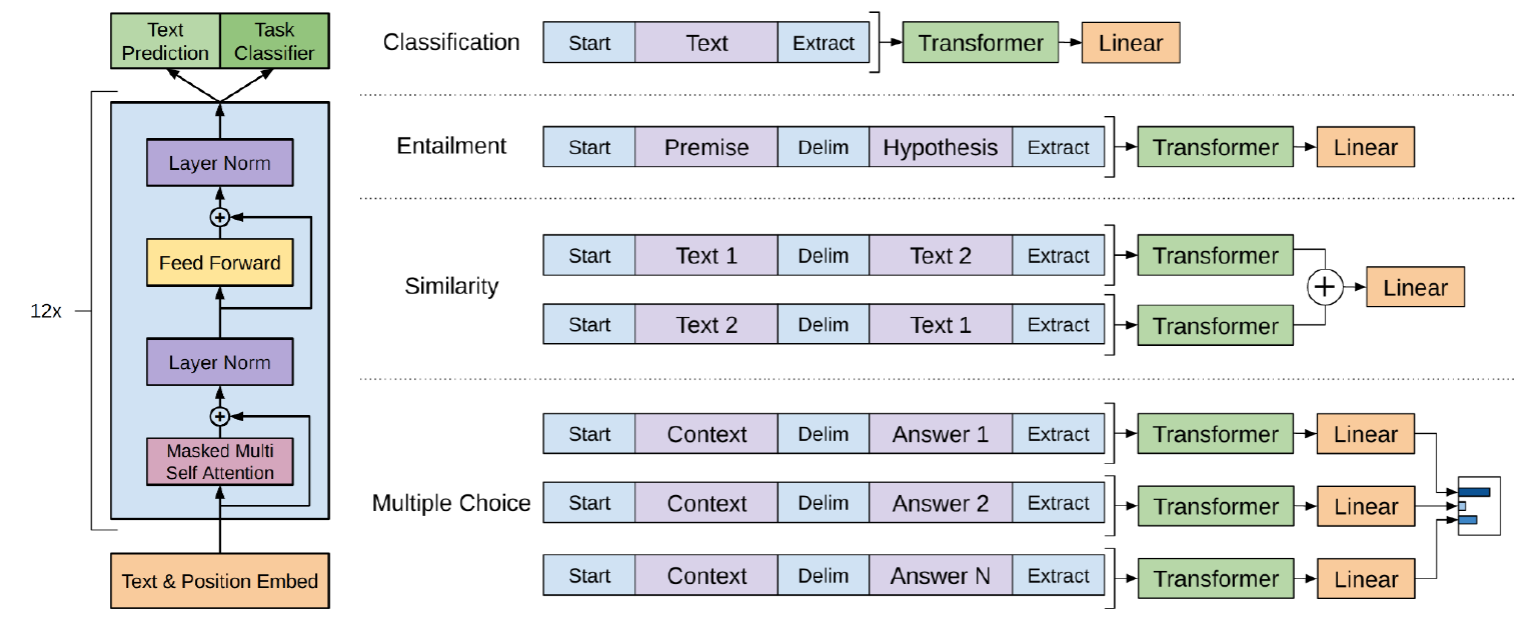 Text
Prediction
Task
Classifier
12x
Layer Norm
Feed Forward
Layer Norm
Masked Multi
Self Attention
Text & Position Embed
Classification
Start Text Extract Transformer Linear
Entailment
Start Premise Delim Hypothesis Extract Transformer Linear
Similarity
Start Text 1 Delim Text 2 Extract Transformer
Linear
Start Text 2 Delim Text 1 Extract Transformer
Multiple Choice
Start Context Delim Answer 1 Extract Transformer Linear
Start Context Delim Answer 2 Extract Transformer Linear
Start Context Delim Answer N Extract Transformer Linear